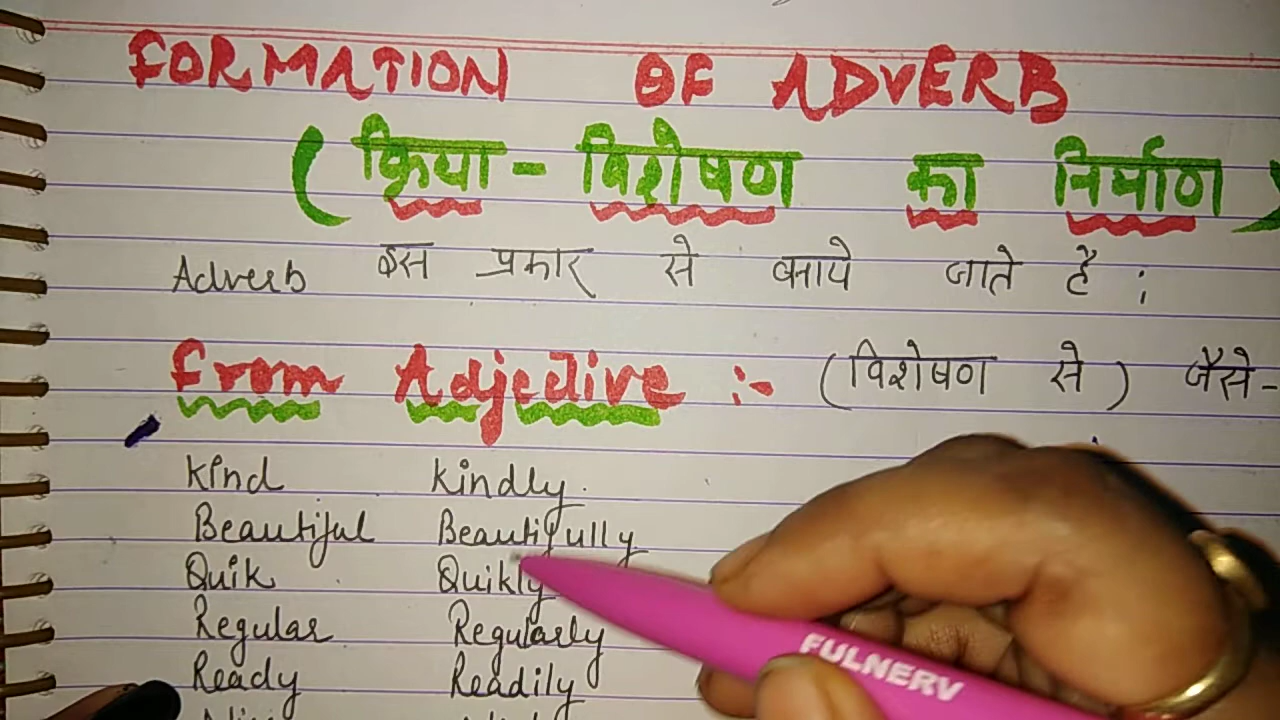 FORMATION OF ADVERB
(क्रिया - विशेषण का निर्माण)
Adverb इस प्रकार से बनाये जाते है :
From Adjective :- (विशेषण से) जैसे-
Kind Kindly.
Beautiful Beautifully
Quik Quikly
Regular Regularly
Ready Readily
FULNERV